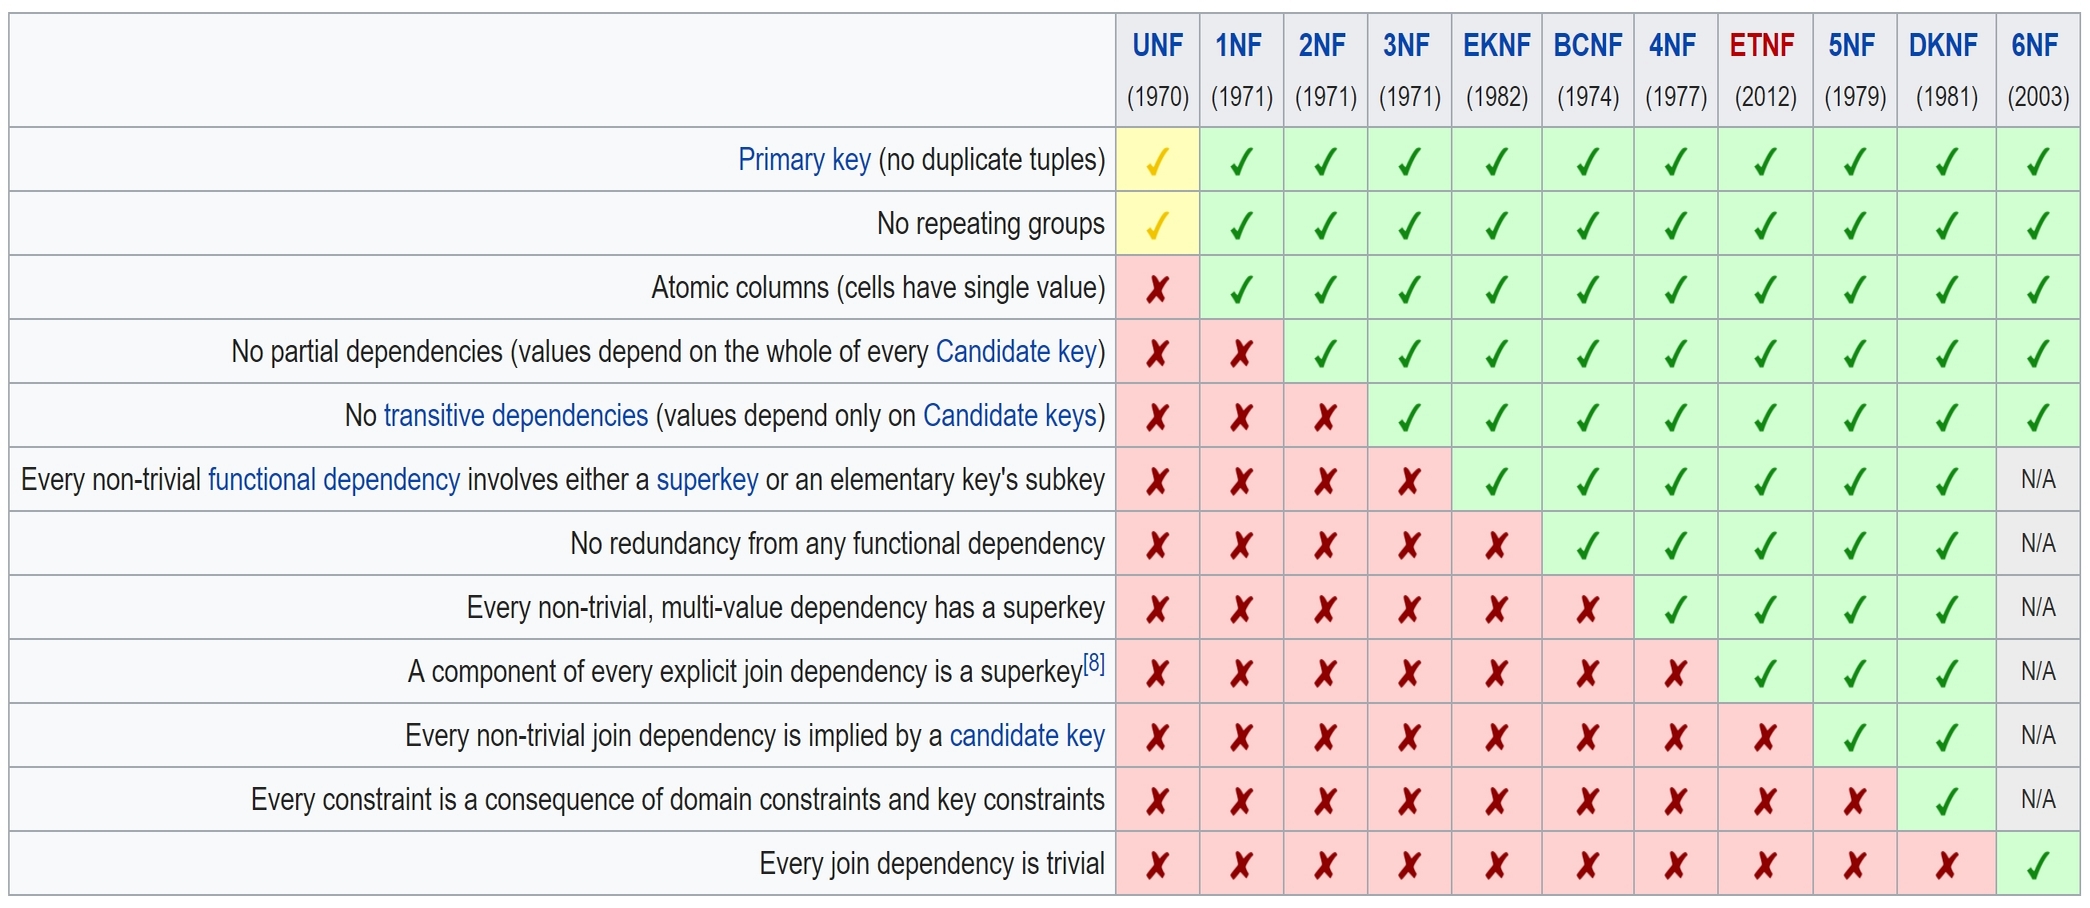 UNF 1NF 2NF 3NF EKNF BCNF 4NF ETNF 5NF DKNF 6NF
(1970) (1971) (1971) (1971) (1982) (1974) (1977) (2012) (1979) (1981) (2003)
Primary key (no duplicate tuples) ✓ ✓ ✓ ✓ ✓ ✓ ✓ ✓ ✓ ✓ ✓
No repeating groups ✓ ✓ ✓ ✓ ✓ ✓ ✓ ✓ ✓ ✓ ✓
Atomic columns (cells have single value) ✗ ✓ ✓ ✓ ✓ ✓ ✓ ✓ ✓ ✓ ✓
No partial dependencies (values depend on the whole of every Candidate key) ✗ ✗ ✓ ✓ ✓ ✓ ✓ ✓ ✓ ✓ ✓
No transitive dependencies (values depend only on Candidate keys) ✗ ✗ ✗ ✓ ✓ ✓ ✓ ✓ ✓ ✓ ✓
Every non-trivial functional dependency involves either a superkey or an elementary key's subkey ✗ ✗ ✗ ✗ ✓ ✓ ✓ ✓ ✓ ✓ N/A
No redundancy from any functional dependency ✗ ✗ ✗ ✗ ✗ ✓ ✓ ✓ ✓ ✓ N/A
Every non-trivial, multi-value dependency has a superkey ✗ ✗ ✗ ✗ ✗ ✗ ✓ ✓ ✓ ✓ N/A
A component of every explicit join dependency is a superkey[8] ✗ ✗ ✗ ✗ ✗ ✗ ✗ ✓ ✓ ✓ N/A
Every non-trivial join dependency is implied by a candidate key ✗ ✗ ✗ ✗ ✗ ✗ ✗ ✗ ✓ ✓ N/A
Every constraint is a consequence of domain constraints and key constraints ✗ ✗ ✗ ✗ ✗ ✗ ✗ ✗ ✗ ✓ N/A
Every join dependency is trivial ✗ ✗ ✗ ✗ ✗ ✗ ✗ ✗ ✗ ✗ ✓